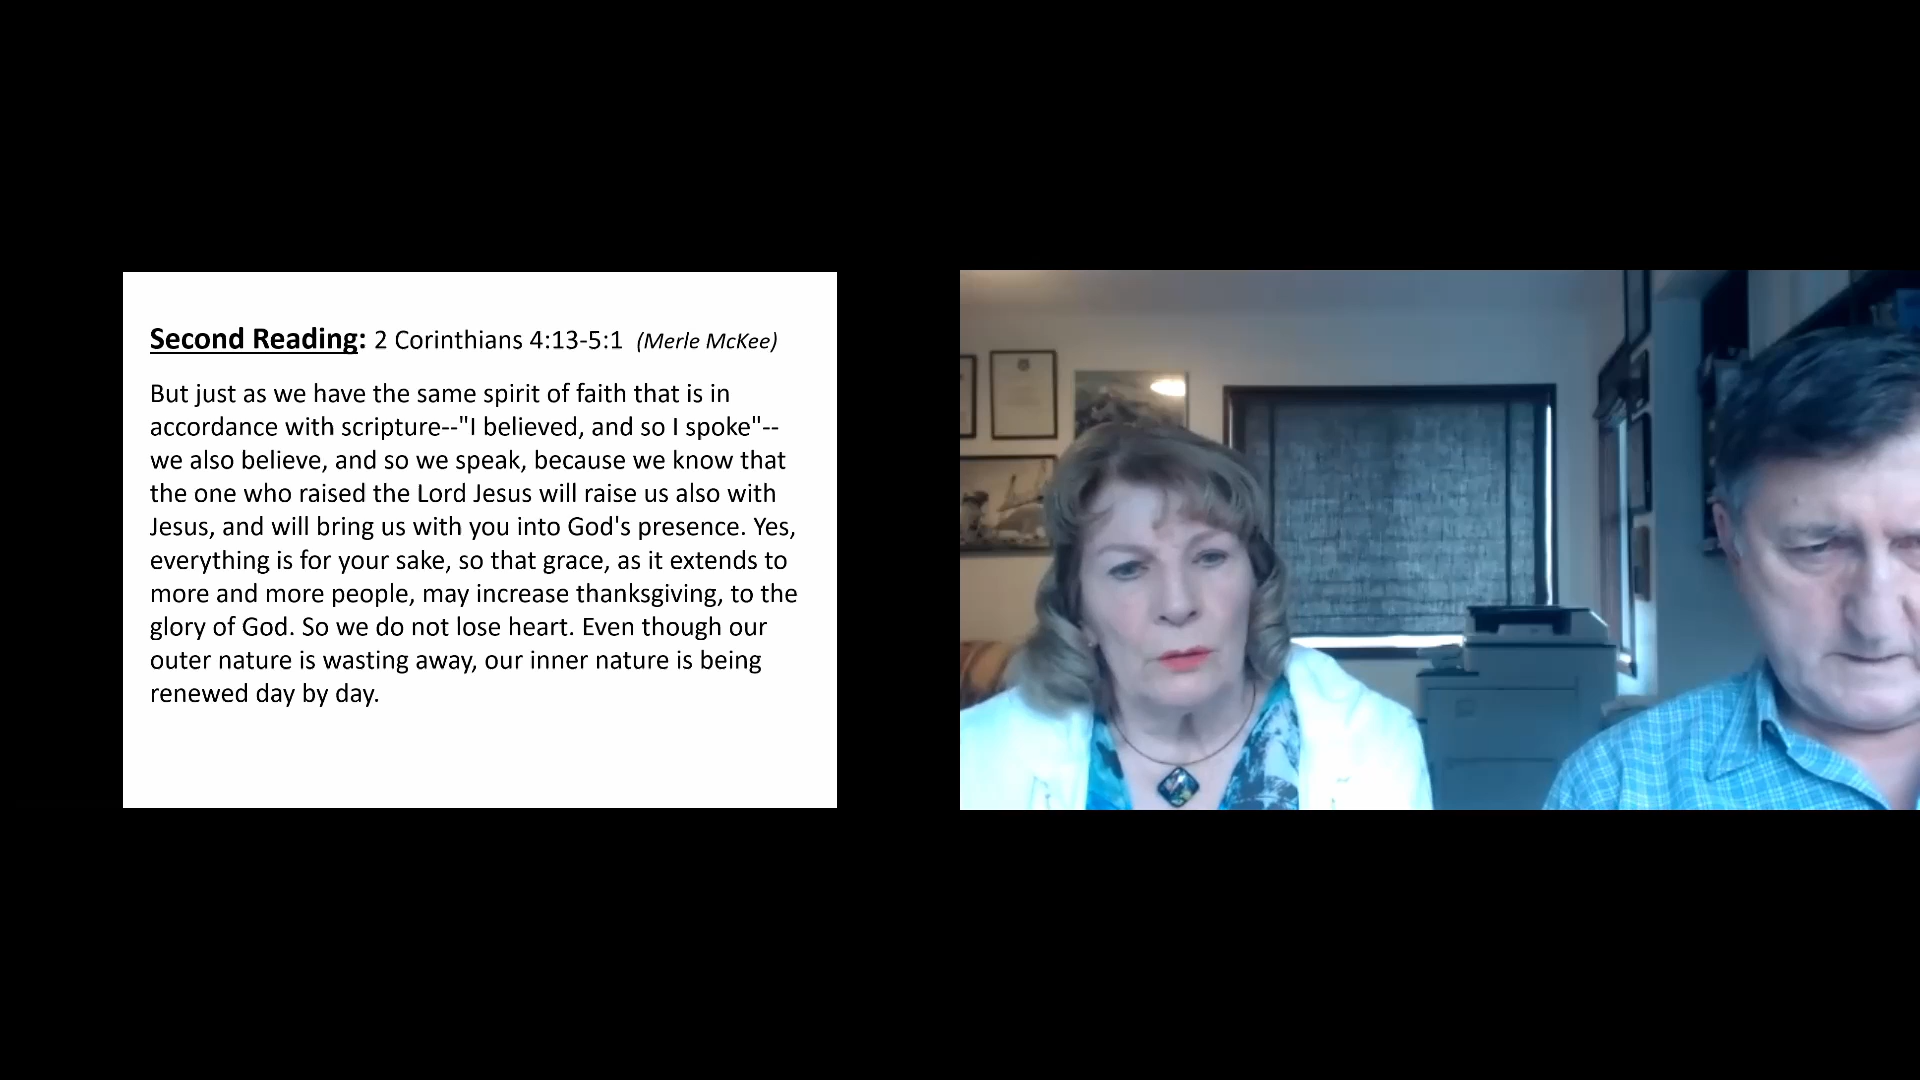 Second Reading: 2 Corinthians 4:13-5:1 (Merle McKee)
But just as we have the same spirit of faith that is in
accordance with scripture--"I believed, and so I spoke"--
we also believe, and so we speak, because we know that
the one who raised the Lord Jesus will raise us also with
Jesus, and will bring us with you into God's presence. Yes,
everything is for your sake, so that grace, as it extends to
more and more people, may increase thanksgiving, to the
glory of God. So we do not lose heart. Even though our
outer nature is wasting away, our inner nature is being
renewed day by day.